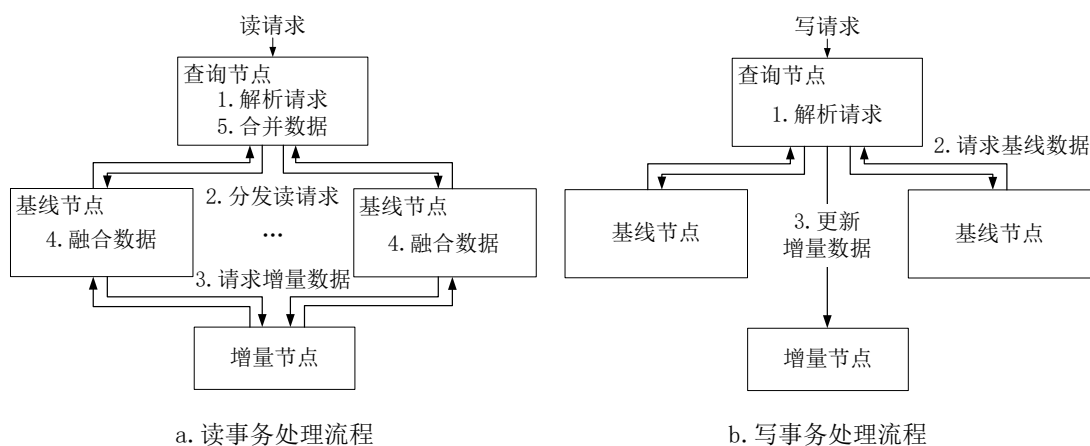 读请求
查询节点
1.解析请求
5.合并数据
2.分发读请求
基线节点
4.融合数据
…
基线节点
4.融合数据
3.请求增量数据
增量节点
a.读事务处理流程
写请求
查询节点
1.解析请求
2.请求基线数据
基线节点
3.更新
增量数据
基线节点
增量节点
b.写事务处理流程